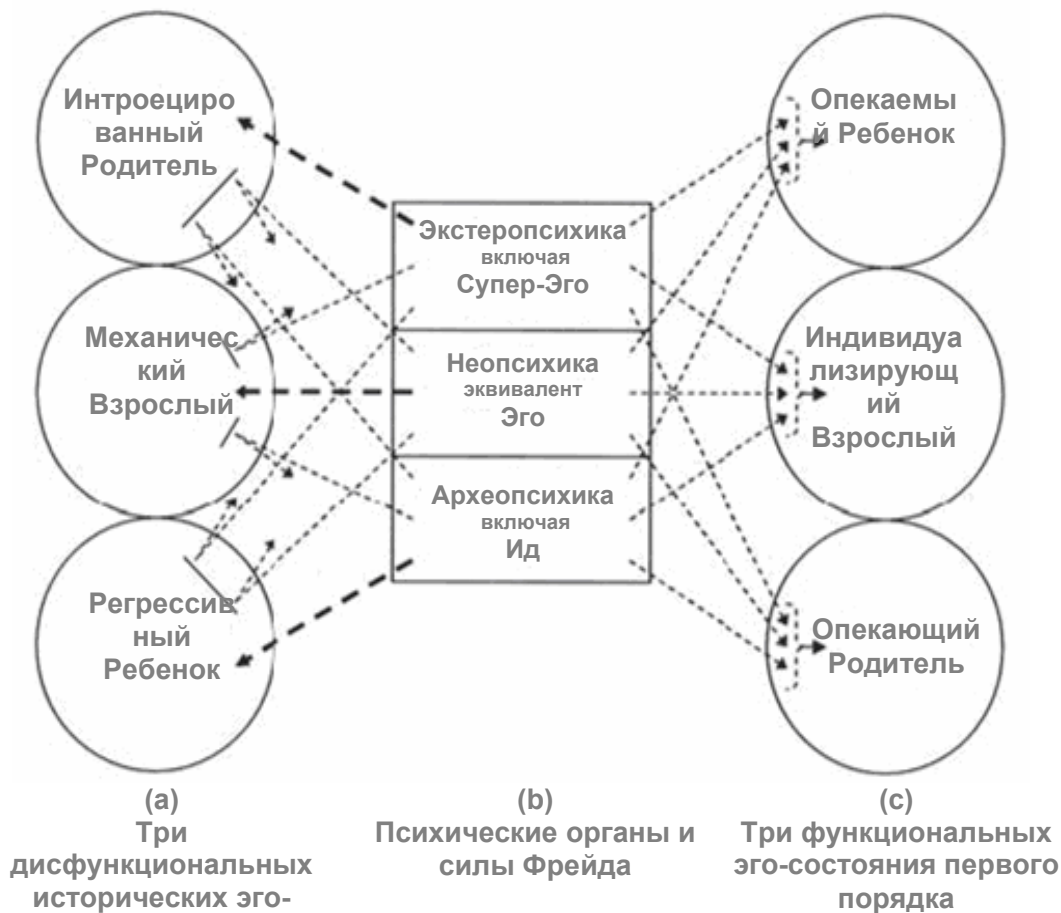 Интроециро
ванный
Родитель
Механичес
кий
Взрослый
Регрессив
ный
Ребенок
Экстеропсихика
включая
Супер-Эго
Неопсихика
эквивалент
Эго
Археопсихика
включая
Ид
Опекаемы
й Ребенок
Индивидуа
лизирующ
ий
Взрослый
Опекающий
Родитель
(a)
Три
дисфункциональных
исторических эго-
(b)
Психические органы и
силы Фрейда
(c)
Три функциональных
эго-состояния первого
порядка